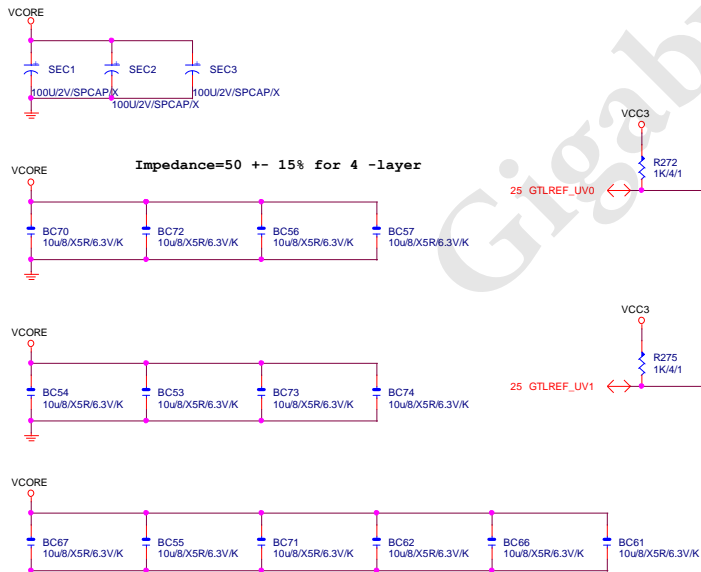 VCORE
SEC1 SEC2 SEC3
100U/2V/SPCAP/X 100U/2V/SPCAP/X 100U/2V/SPCAP/X
Impedance=50 +- 15% for 4 -layer
VCORE
BC70 BC72 BC56 BC57
10u/8/X5R/6.3V/K 10u/8/X5R/6.3V/K 10u/8/X5R/6.3V/K 10u/8/X5R/6.3V/K
VCC3
R272
1K/4/1
25 GTLREF_UV0
VCORE
BC54 BC53 BC73 BC74
10u/8/X5R/6.3V/K 10u/8/X5R/6.3V/K 10u/8/X5R/6.3V/K 10u/8/X5R/6.3V/K
VCC3
R275
1K/4/1
25 GTLREF_UV1
VCORE
BC67 BC55 BC71 BC62 BC66 BC61
10u/8/X5R/6.3V/K 10u/8/X5R/6.3V/K 10u/8/X5R/6.3V/K 10u/8/X5R/6.3V/K 10u/8/X5R/6.3V/K 10u/8/X5R/6.3V/K
Gigab